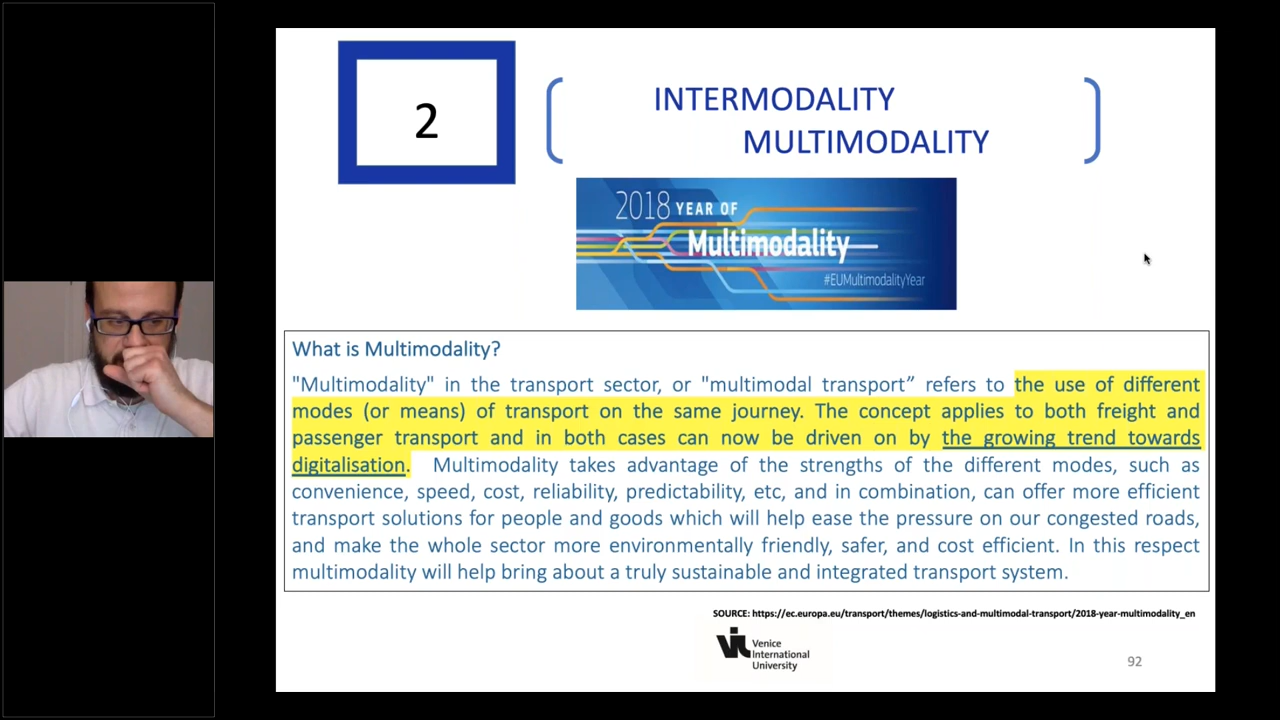 2
INTERMODALITY
MULTIMODALITY
2018 YEAR OF
Multimodality
#EUMultimodalityYear
What is Multimodality?
"Multimodality" in the transport sector, or "multimodal transport” refers to the use of different
modes (or means) of transport on the same journey. The concept applies to both freight and
passenger transport and in both cases can now be driven on by the growing trend towards
digitalisation. Multimodality takes advantage of the strengths of the different modes, such as
convenience, speed, cost, reliability, predictability, etc, and in combination, can offer more efficient
transport solutions for people and goods which will help ease the pressure on our congested roads,
and make the whole sector more environmentally friendly, safer, and cost efficient. In this respect
multimodality will help bring about a truly sustainable and integrated transport system.
SOURCE: https://ec.europa.eu/transport/themes/logistics-and-multimodal-transport/2018-year-multimodality_en
VIU Venice
International
University
92